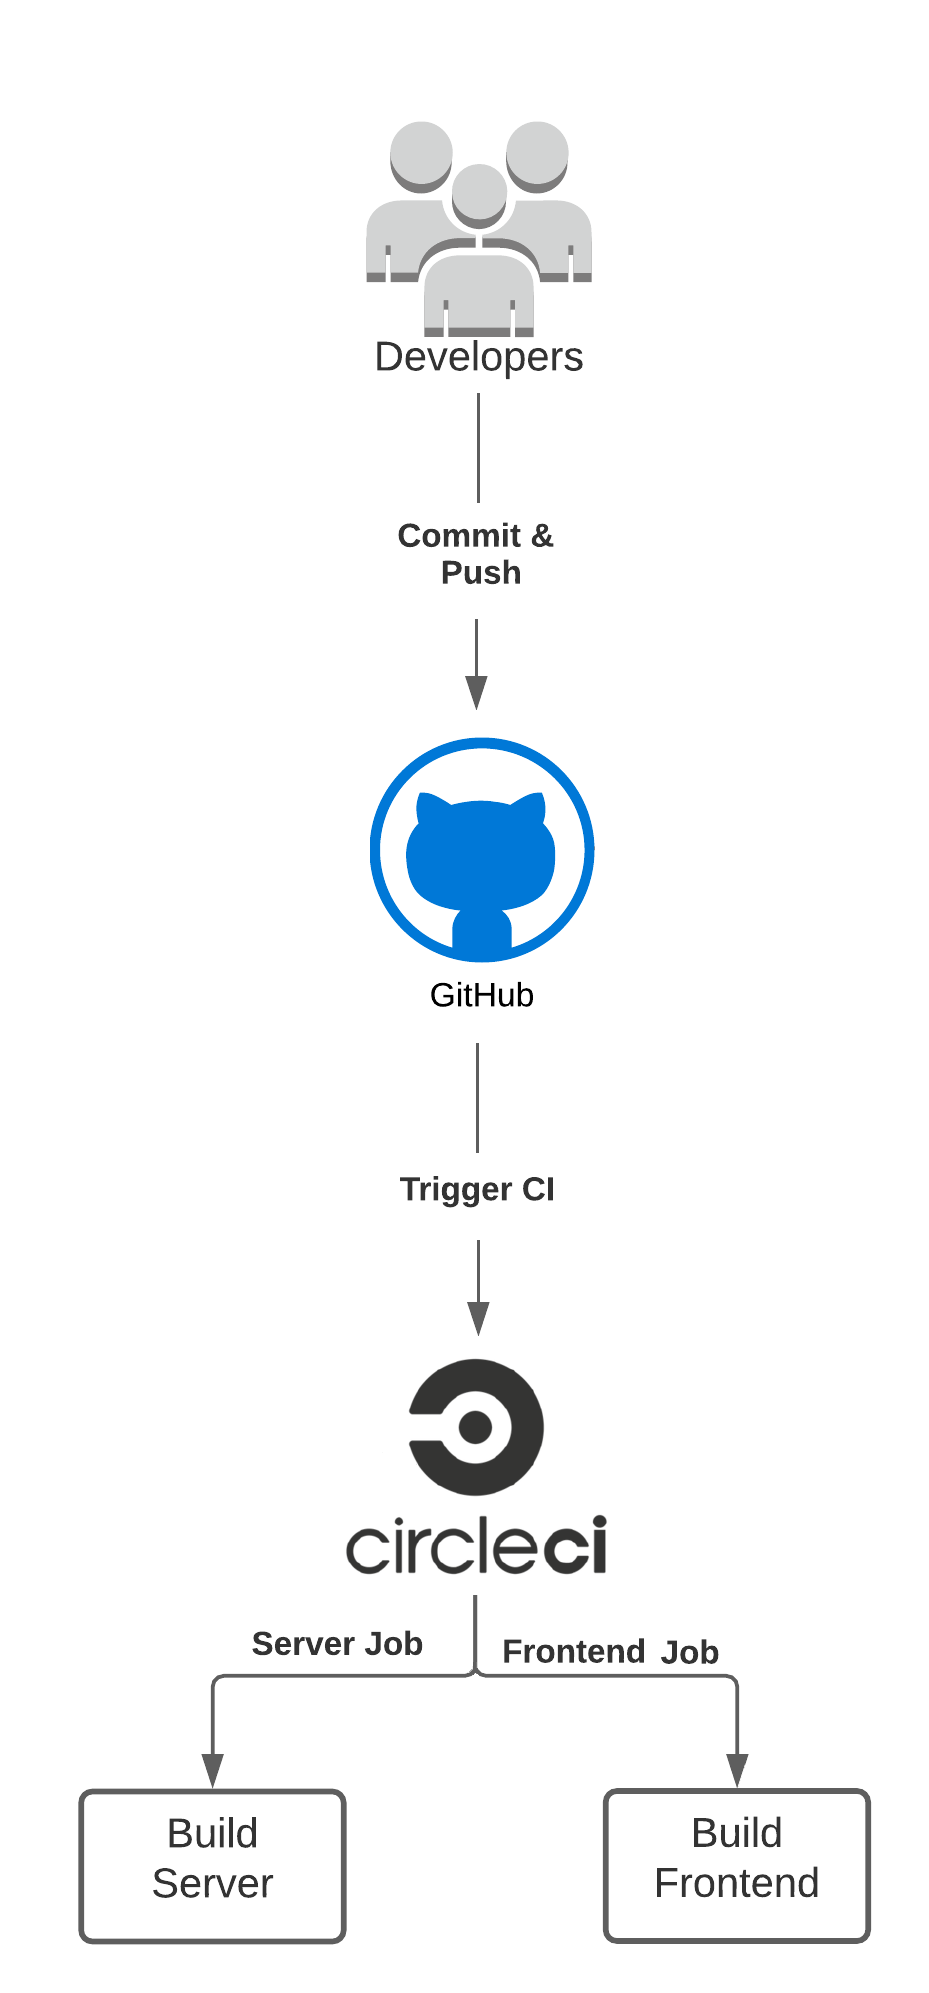 Developers
Commit &
Push
GitHub
Trigger CI
circleci
Server Job
Frontend Job
Build
Server
Build
Frontend